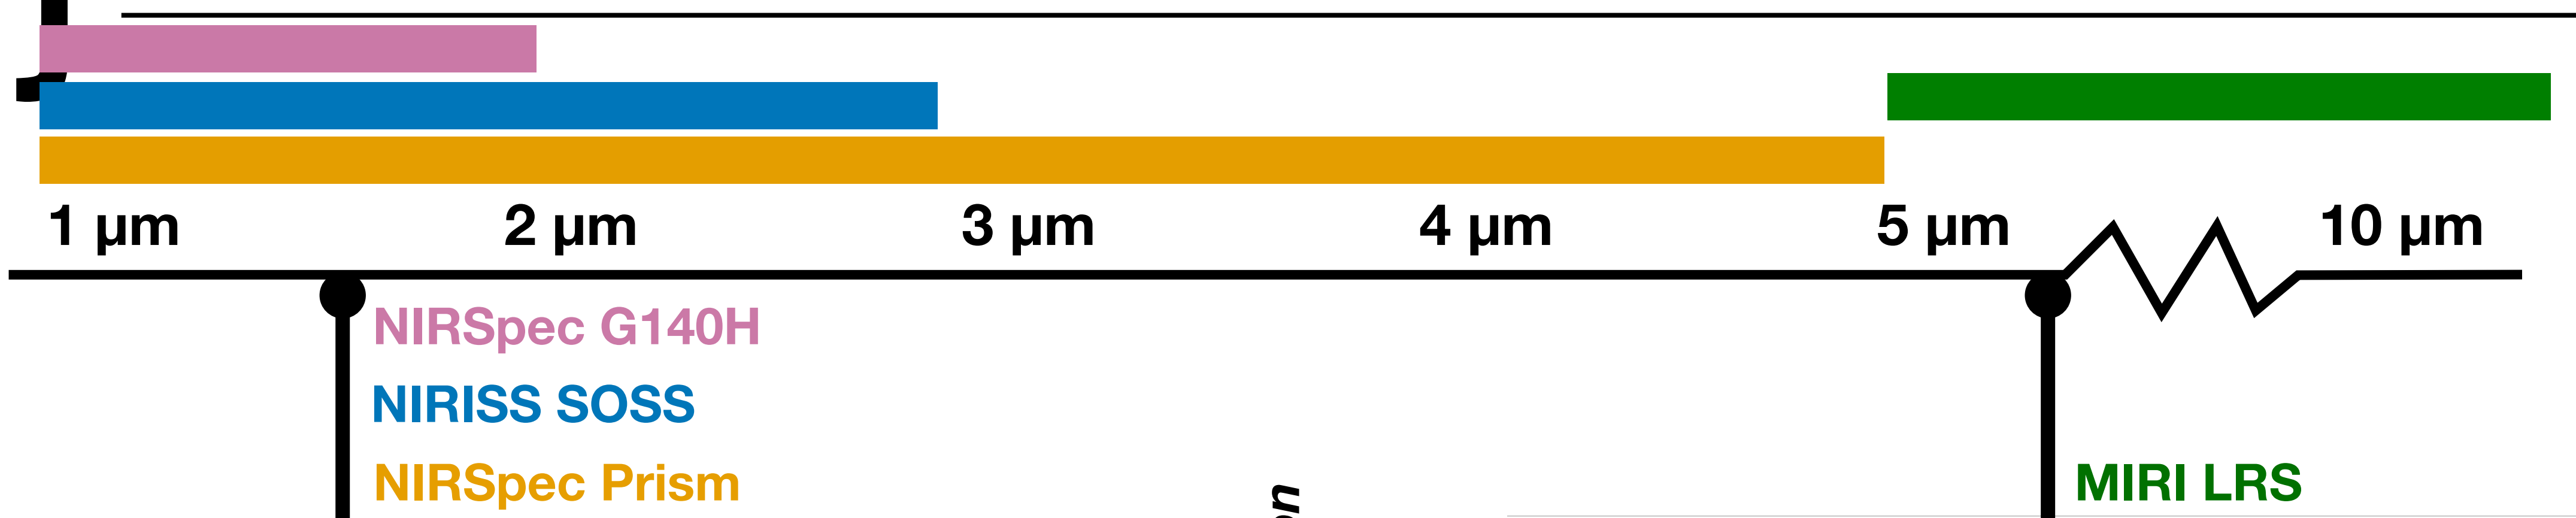 1 µm 2 µm 3 µm 4 µm 5 µm 10 µm
NIRSpec G140H
NIRISS SOSS
NIRSpec Prism
MIRI LRS